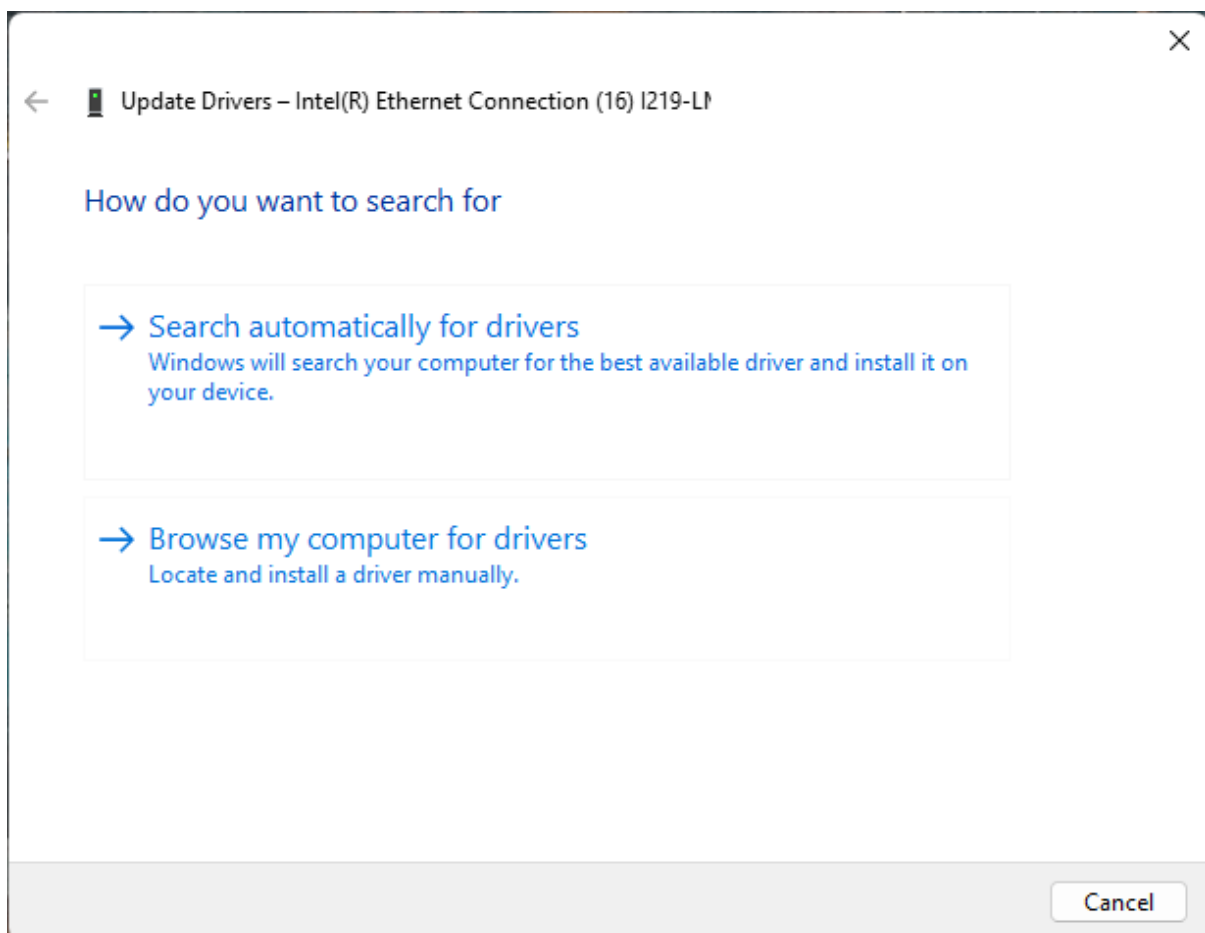 Update Drivers – Intel(R) Ethernet Connection (16) I219-LM
How do you want to search for
Search automatically for drivers
Windows will search your computer for the best available driver and install it on
your device.
Browse my computer for drivers
Locate and install a driver manually.
Cancel